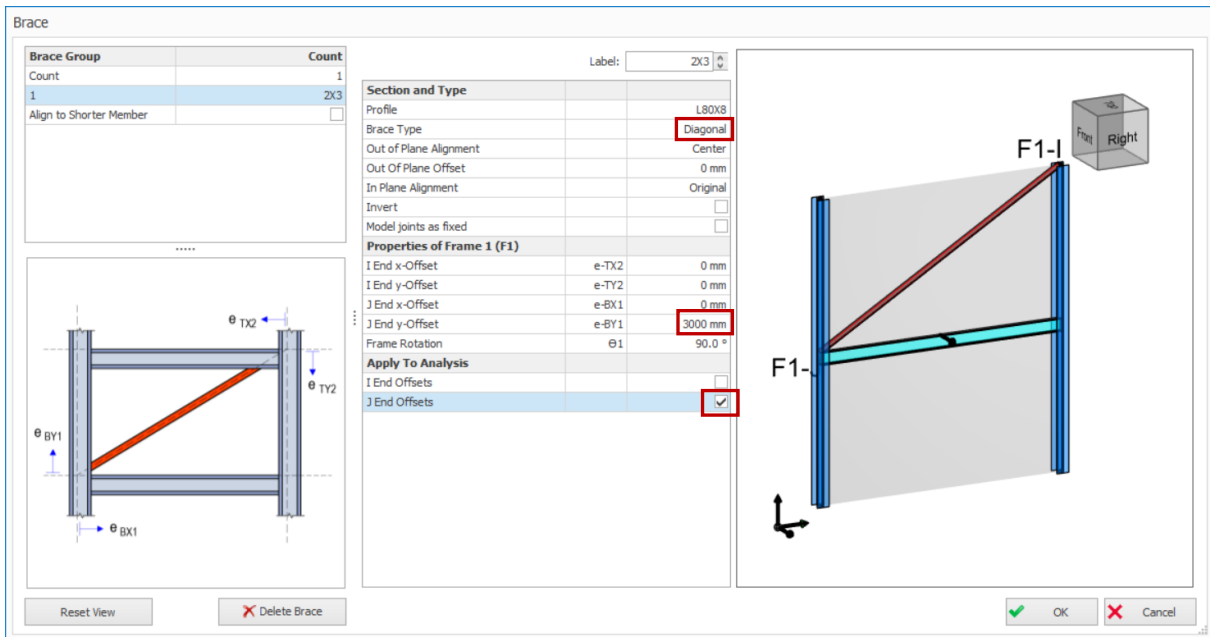 Brace
Brace Group Count
Count 1
1 2X3
Align to Shorter Member
Label: 2X3
Section and Type
Profile L80X8
Brace Type Diagonal
Out of Plane Alignment Center
Out Of Plane Offset 0 mm
In Plane Alignment Original
Invert
Model joints as fixed
Properties of Frame 1 (F1)
I End x-Offset e-TX2 0 mm
I End y-Offset e-TY2 0 mm
J End x-Offset e-BX1 0 mm
J End y-Offset e-BY1 3000 mm
Frame Rotation Θ1 90.0 °
Apply To Analysis
I End Offsets
J End Offsets
e TX2
e TY2
e BY1
e BX1
F1-I
Front
Right
F1-
Reset View
Delete Brace
OK
Cancel